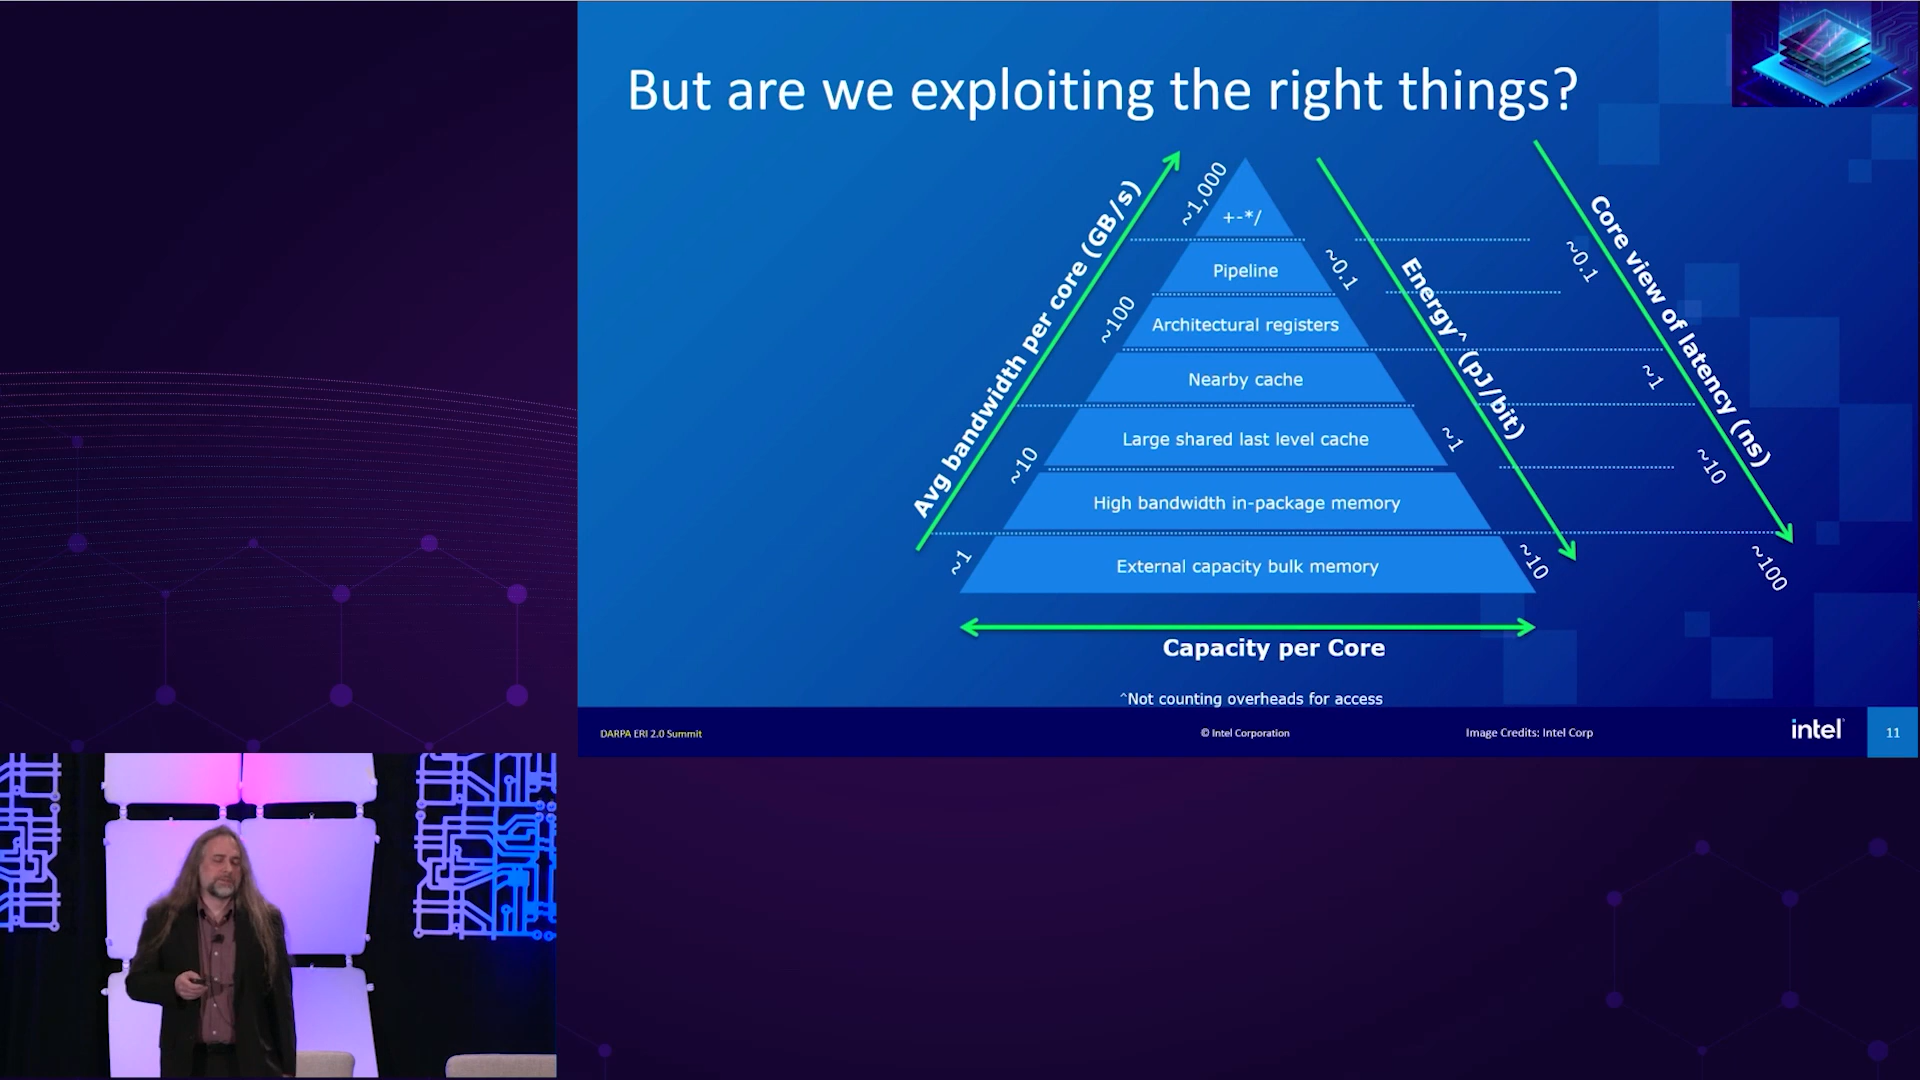 But are we exploiting the right things?
Avg bandwidth per core (GB/s)
~1,000
~100
~10
~1
+-*/
Pipeline
Architectural registers
Nearby cache
Large shared last level cache
High bandwidth in-package memory
External capacity bulk memory
~0.1
~1
~10
Energy^ (pJ/bit)
~0.1
~1
~10
~100
Core view of latency (ns)
Capacity per Core
^Not counting overheads for access
DARPA ERI 2.0 Summit
© Intel Corporation
Image Credits: Intel Corp
intel
11